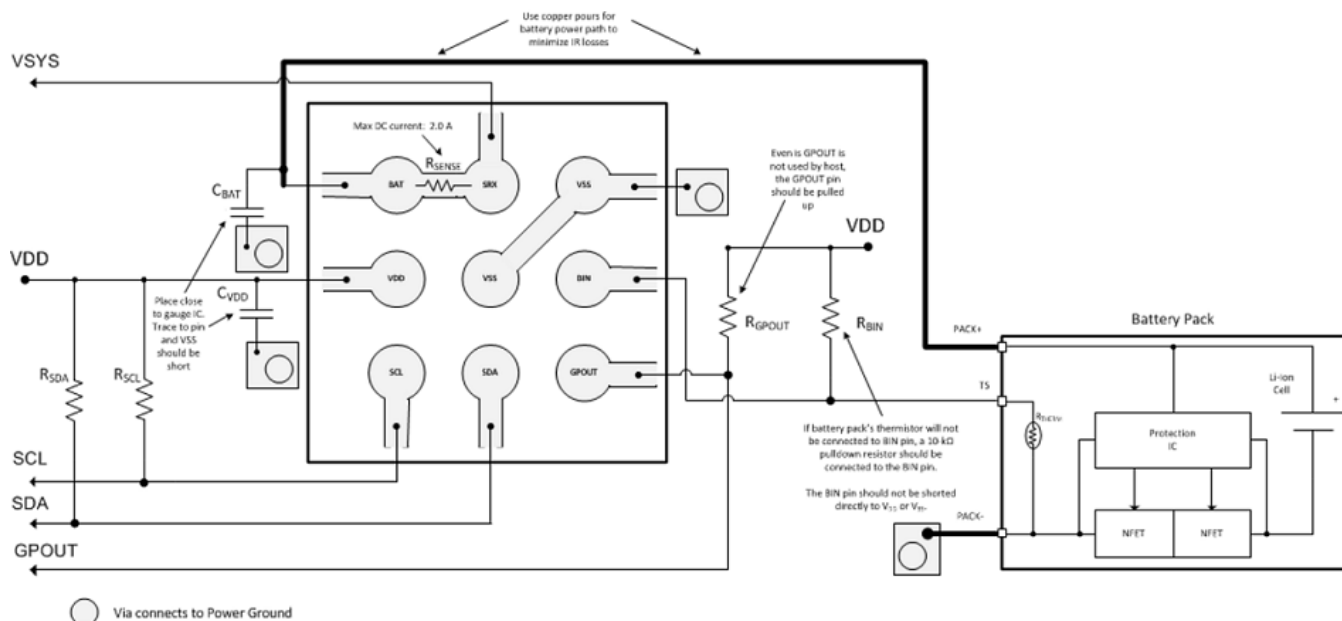 Use copper pours for
battery power path to
minimize IR losses
VSYS
Max DC current: 2.0 A
RSENSE
BAT
SRX
VSS
CBAT
Even is GPOUT is
not used by host,
the GPOUT pin
should be pulled
up
VDD
VDD
VDD
VSS
BIN
CVDD
Place close
to gauge IC.
Trace to pin
and VSS
should be
short
RGPOUT
RBIN
PACK+
Battery Pack
RSDA
RSCL
SCL
SDA
GPOUT
TS
Li-Ion
Cell
+
If battery pack's thermistor will not
be connected to BIN pin, a 10-kΩ
pulldown resistor should be
connected to the BIN pin.
Protection
IC
The BIN pin should not be shorted
directly to
or
SCL
SDA
PACK-
NFET
NFET
GPOUT
Via connects to Power Ground